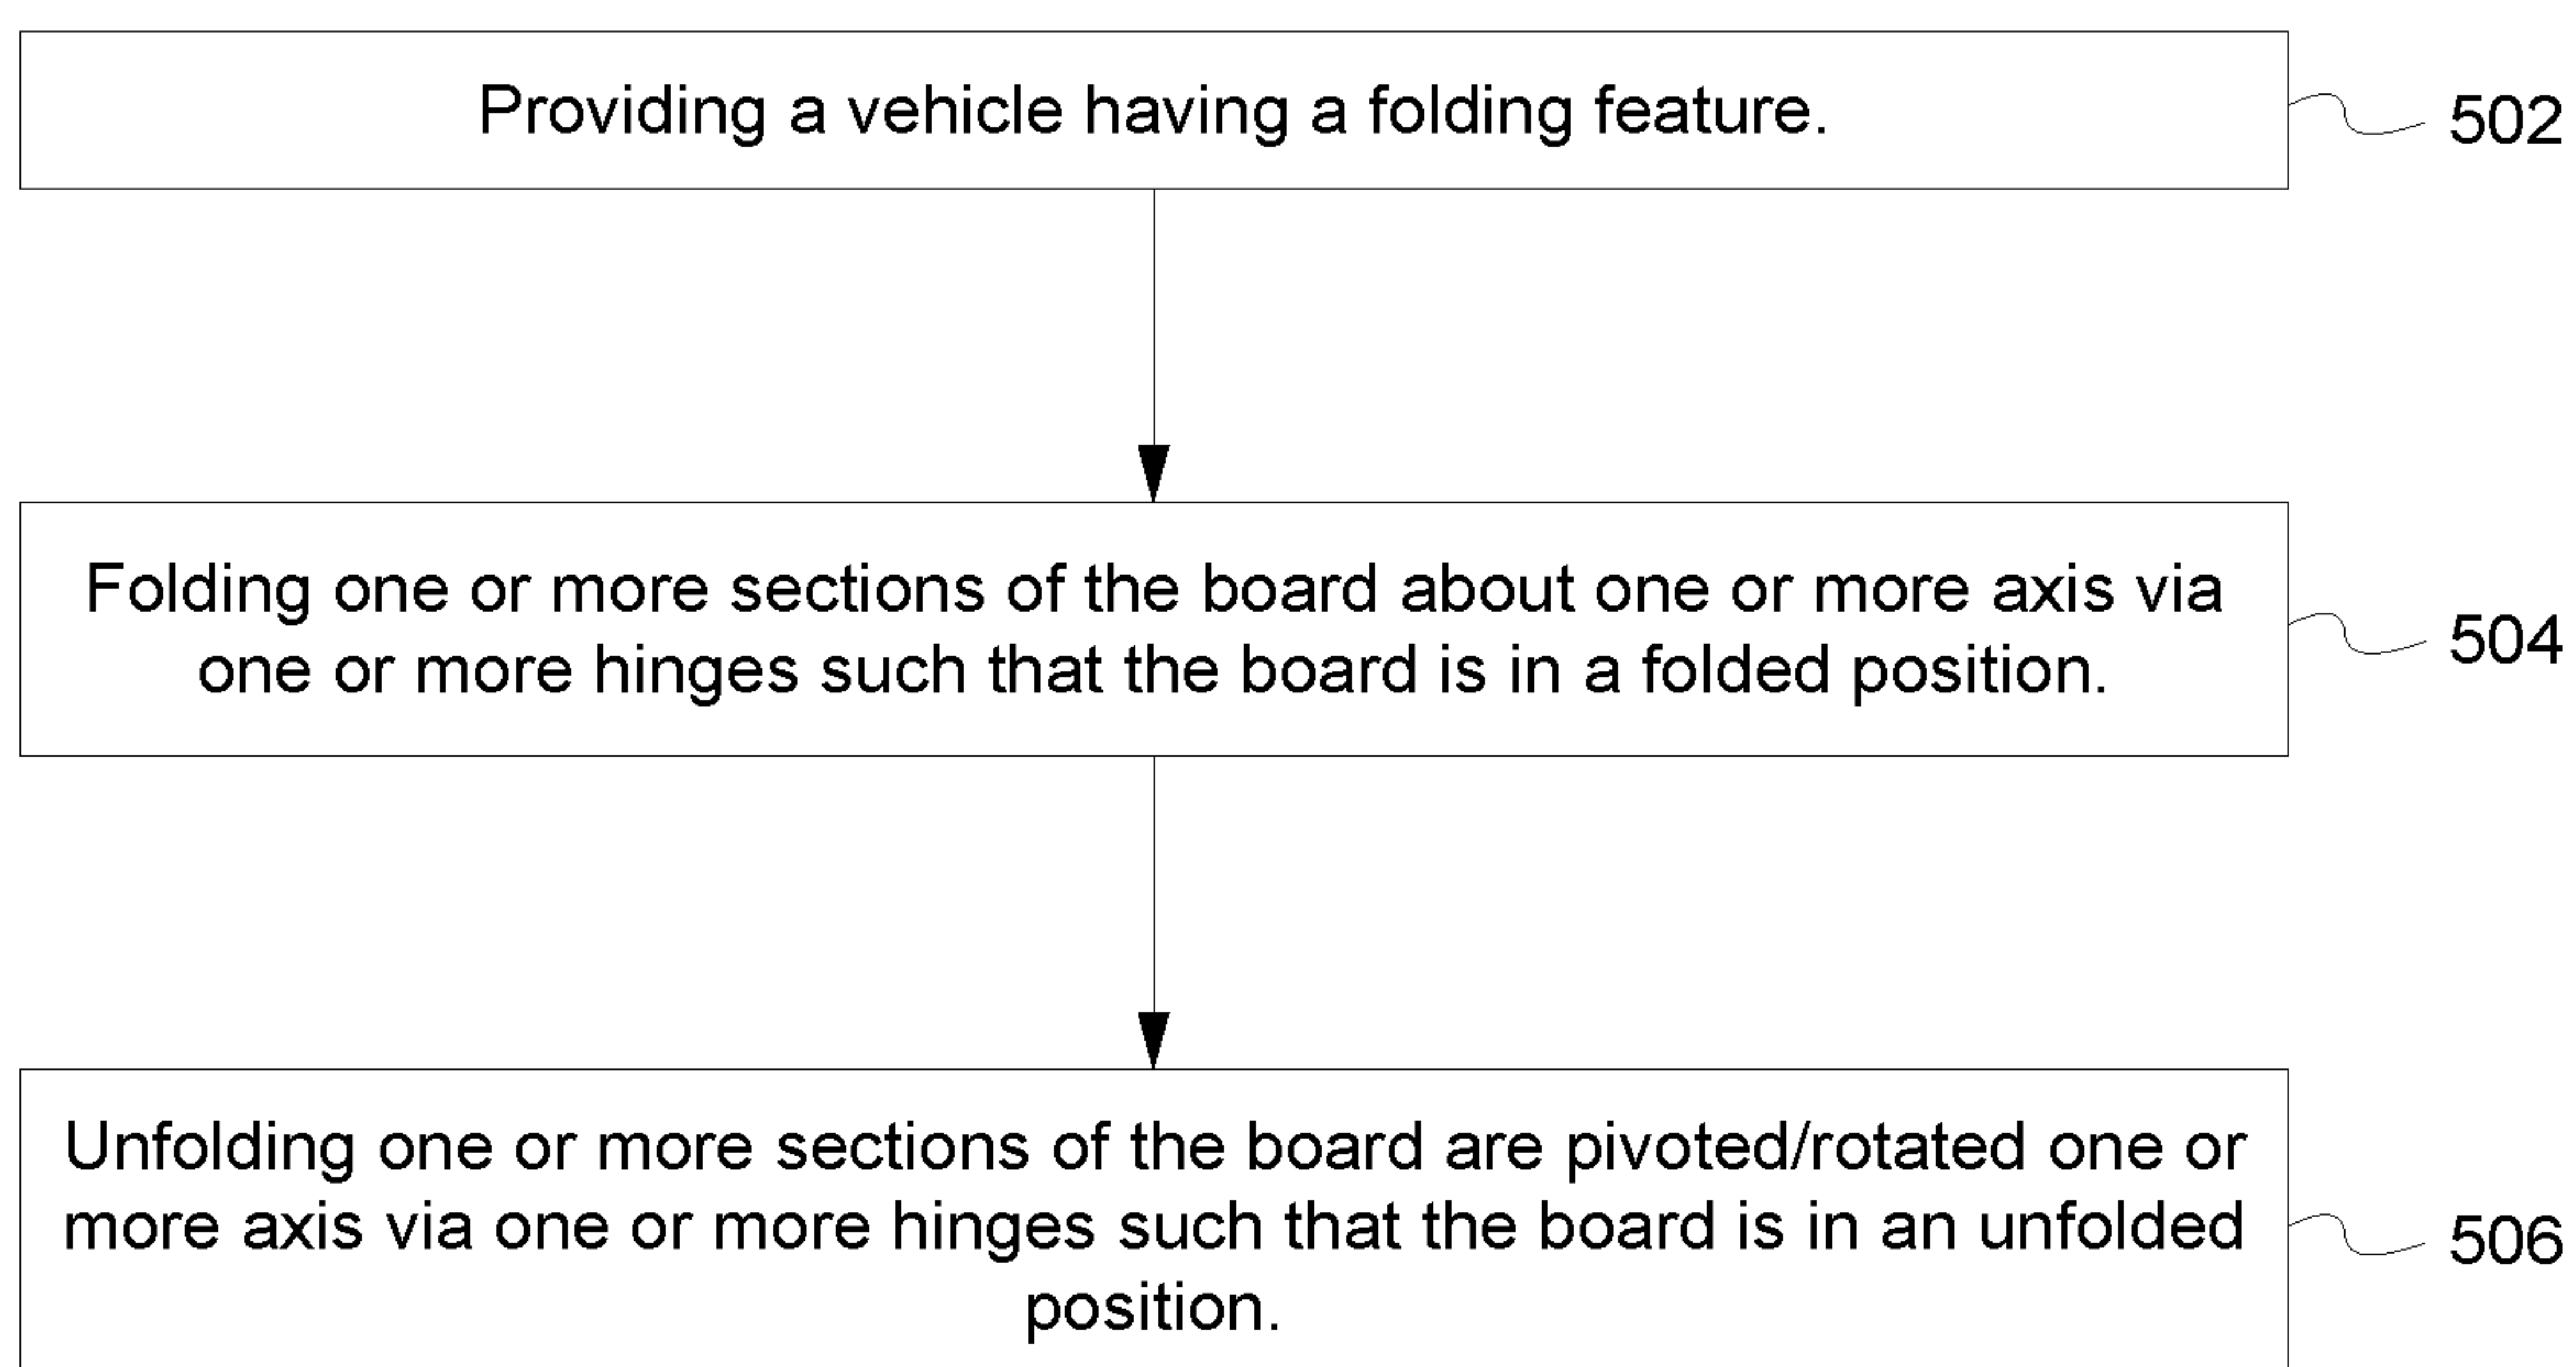 Providing a vehicle having a folding feature.
502
Folding one or more sections of the board about one or more axis via
one or more hinges such that the board is in a folded position.
504
Unfolding one or more sections of the board are pivoted/rotated one or
more axis via one or more hinges such that the board is in an unfolded
position.
506